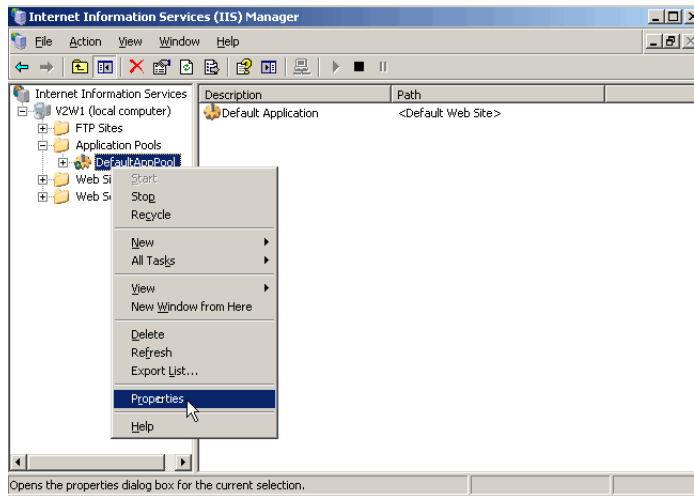 Internet Information Services (IIS) Manager
File Action View Window Help
Internet Information Services
Description Path
V2W1 (local computer)
Default Application <Default Web Site>
FTP Sites
Application Pools
DefaultAppPool
Web Si
Start
Web S
Stop
Recycle
New
All Tasks
View
New Window from Here
Delete
Refresh
Export List...
Properties
Help
Opens the properties dialog box for the current selection.